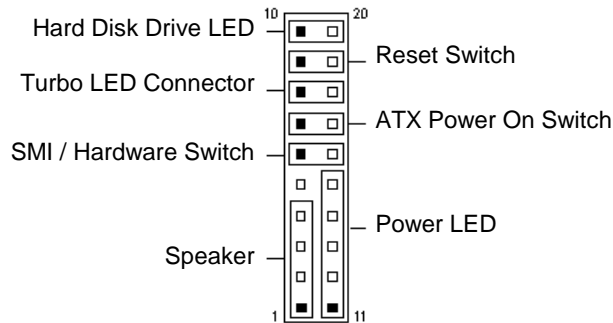 10 20
Hard Disk Drive LED
Reset Switch
Turbo LED Connector
ATX Power On Switch
SMI / Hardware Switch
Power LED
Speaker
1 11